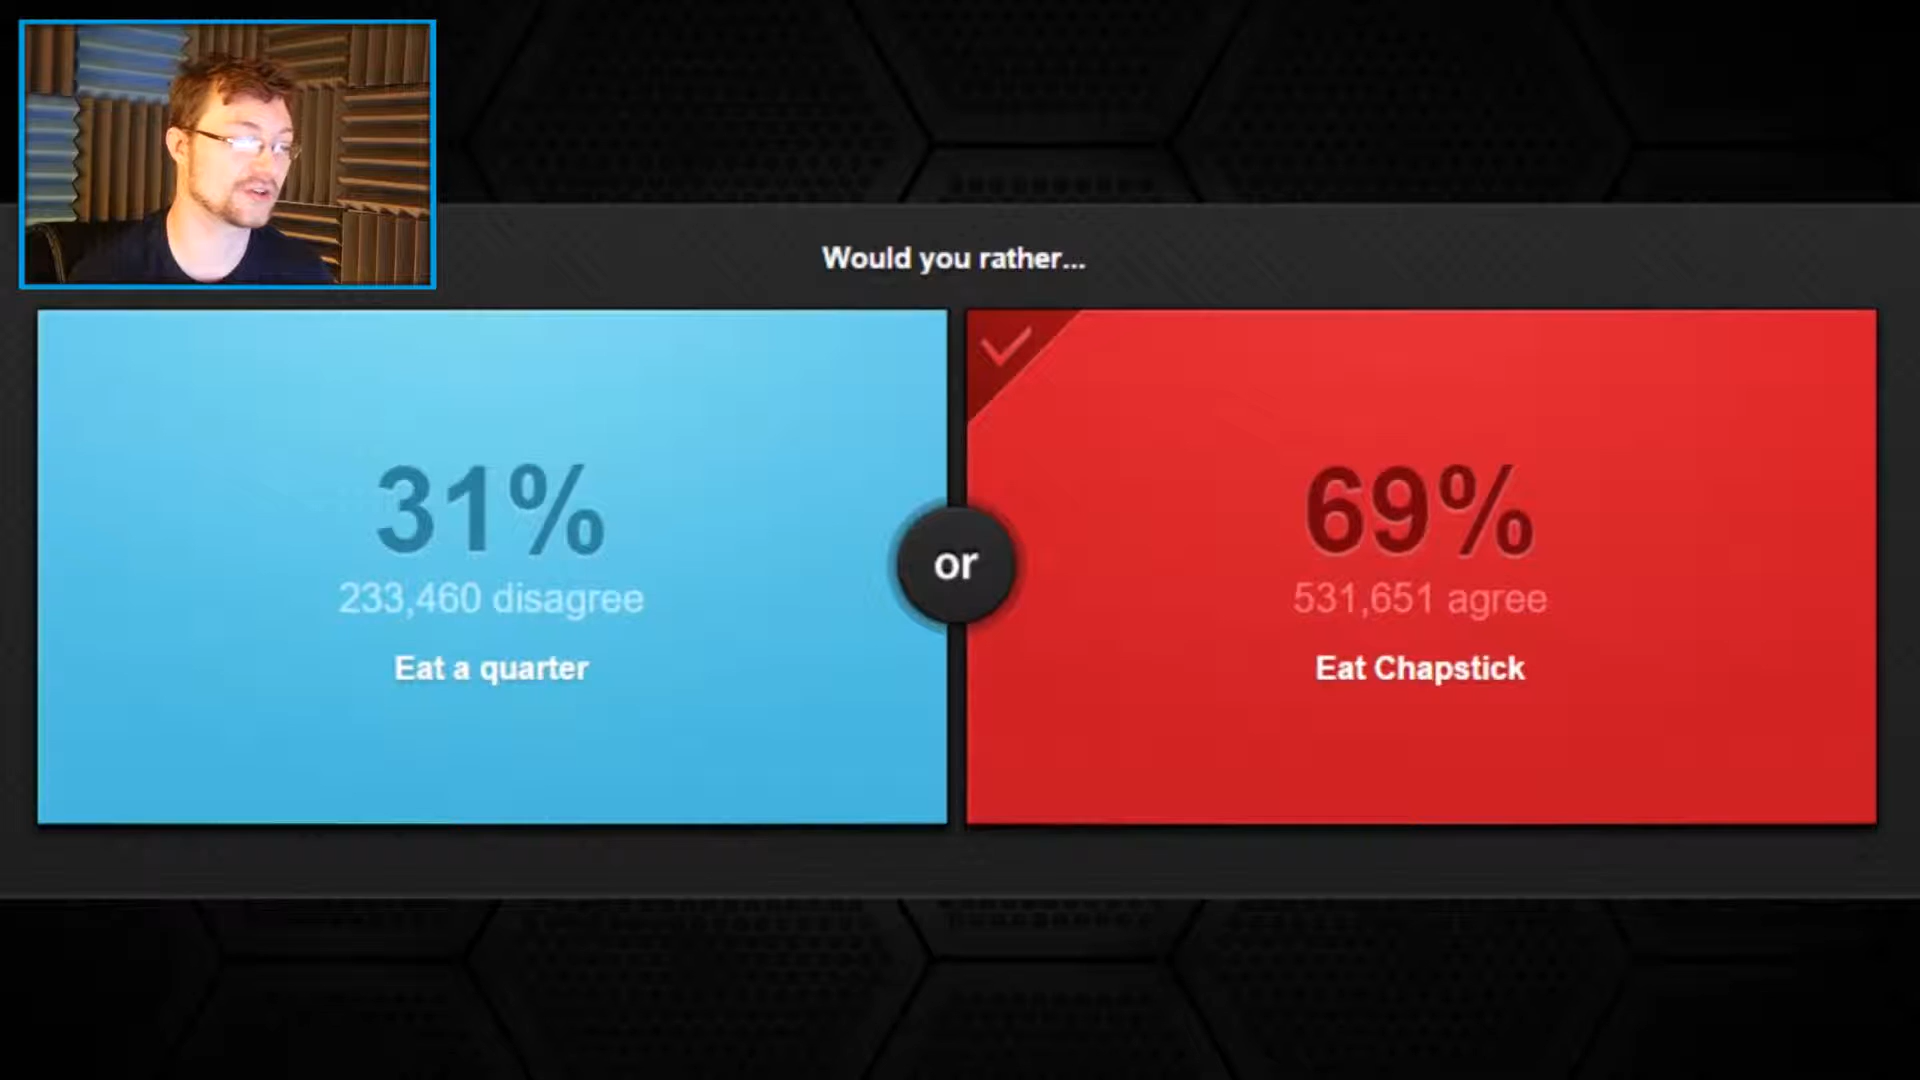 Would you rather...
31%
233,460 disagree
Eat a quarter
or
69%
531,651 agree
Eat Chapstick